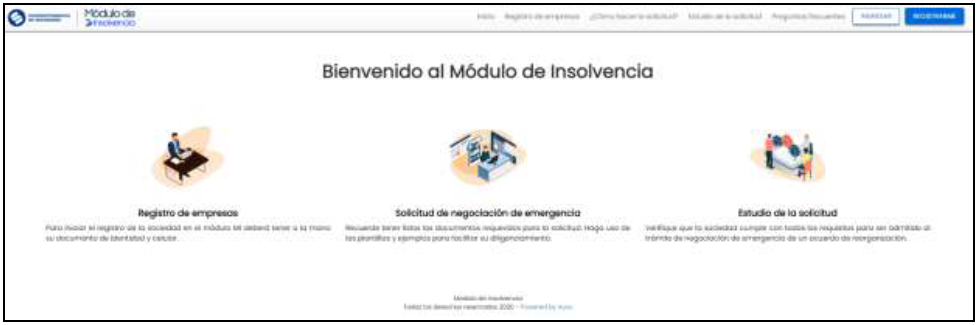 Módulo de
Insolvencia
Inicio Registro de empresas ¿Cómo hacer la solicitud? Estudio de la solicitud Preguntas frecuentes INGRESAR REGISTRARME
Bienvenido al Módulo de Insolvencia
Registro de empresas
Para iniciar el registro de la sociedad en el módulo MI deberá tener a la mano
su documento de identidad y celular.
Solicitud de negociación de emergencia
Recuerde tener listos los documentos requeridos para la solicitud. Haga uso de
las plantillas y ejemplos para facilitar su diligenciamiento.
Estudio de la solicitud
Verifique que la sociedad cumple con todos los requisitos para ser admitida al
trámite de negociación de emergencia de un acuerdo de reorganización.
Módulo de Insolvencia
Todos los derechos reservados 2020 - Powered by